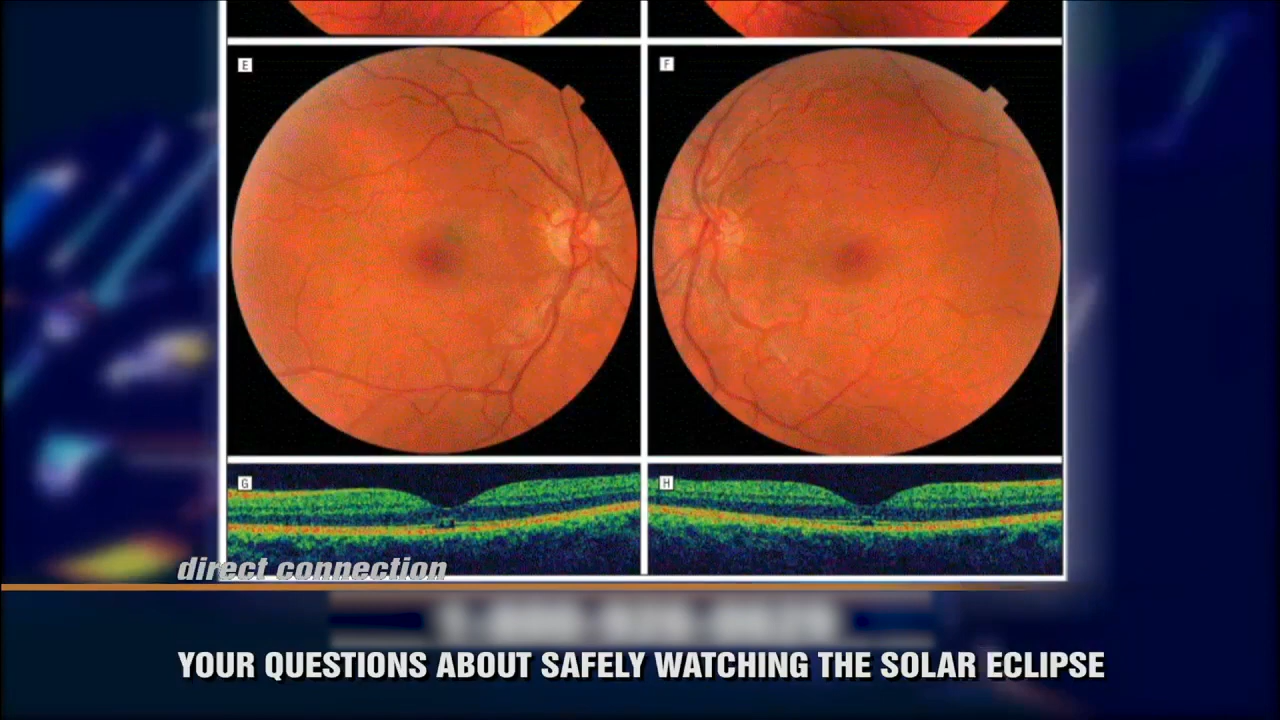 E
F
G
H
direct connection
YOUR QUESTIONS ABOUT SAFELY WATCHING THE SOLAR ECLIPSE